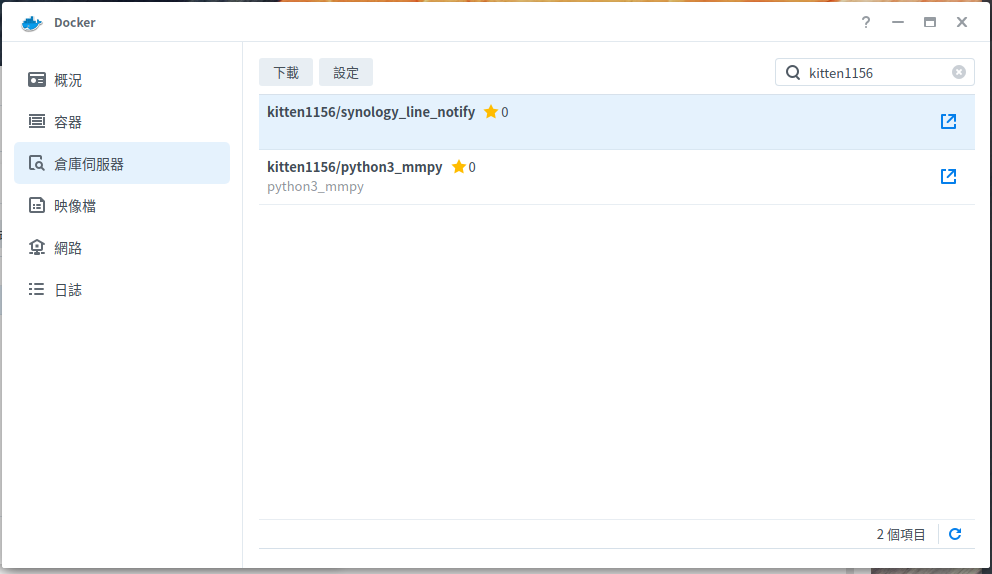 Docker
?
概況
容器
倉庫伺服器
映像檔
網路
日誌
下載 設定 kitten1156
kitten1156/synology_line_notify 0
kitten1156/python3_mmpy 0
python3_mmpy
2 個項目